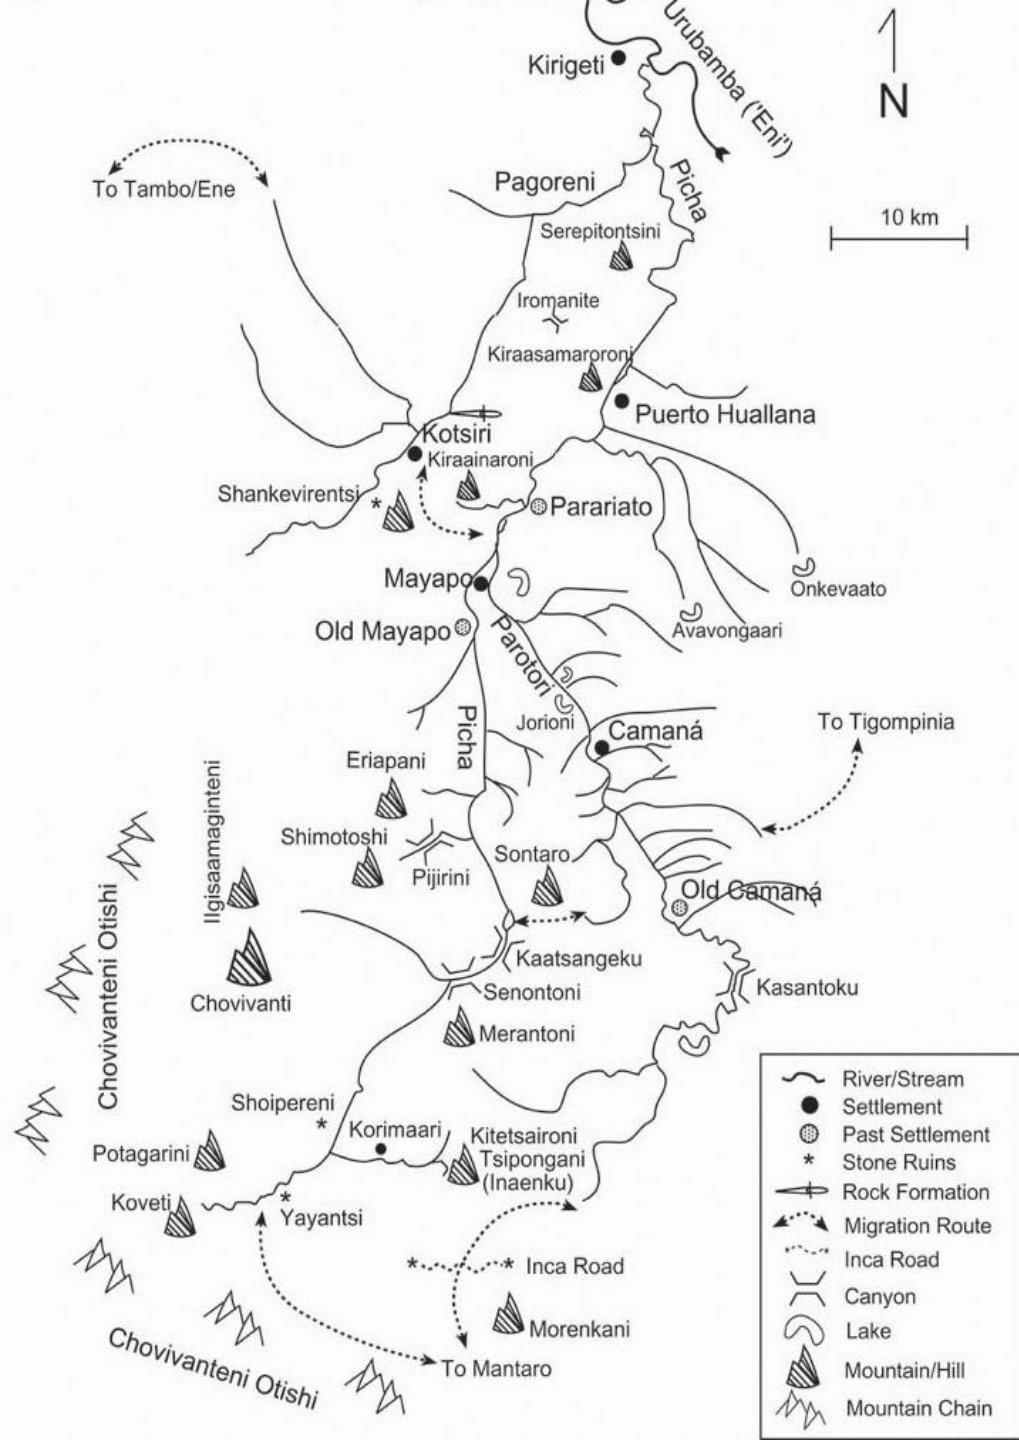 Urubamba ('Eni')
Kirigeti
N
To Tambo/Ene
Pagoreni
Picha
10 km
Serepitontsini
Iromanite
Kiraasamaroroni
Puerto Huallana
Kotsiri
Kiraainaroni
Shankevirentsi
*
Parariato
Mayapo
Onkevaato
Old Mayapo
Avavongaari
Parotori
Picha
Jorioni
Camaná
To Tigompinia
Eriapani
Ilgisaamaginteni
Shimotoshi
Pijirini
Sontaro
Old Camaná
Chovivanteni Otishi
Kaatsangeku
Kasantoku
Senontoni
Chovivanti
Merantoni
Shoipereni
*
Korimaari
Kitetsaironi
Tsipongani
(Inaenku)
Potagarini
Koveti
*
Yayantsi
* * Inca Road
Morenkani
To Mantaro
Chovivanteni Otishi
River/Stream
Settlement
Past Settlement
* Stone Ruins
Rock Formation
Migration Route
Inca Road
Canyon
Lake
Mountain/Hill
Mountain Chain